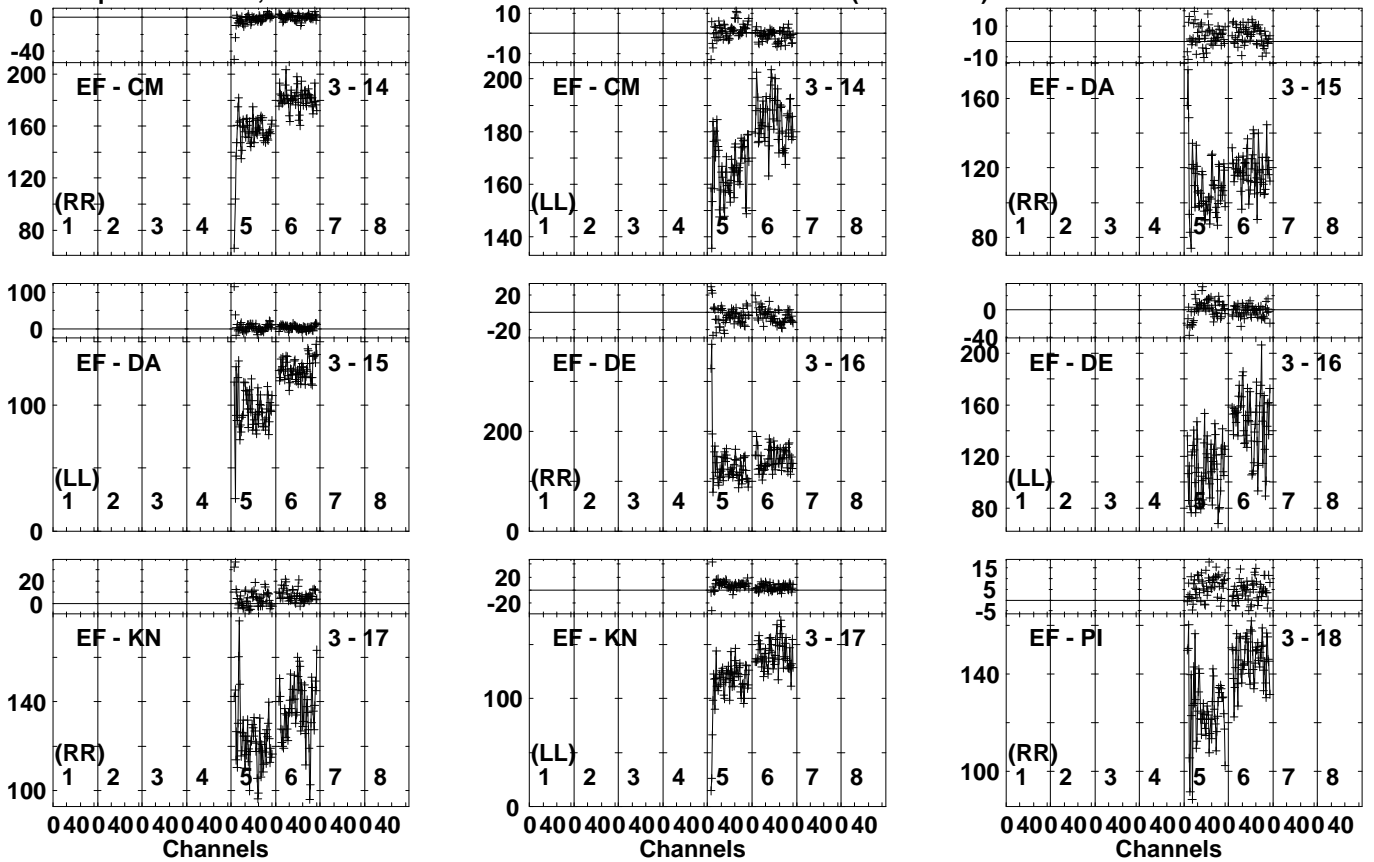 0
-40
200
160
120
80
EF - CM 3 - 14
(RR)
1 2 3 4 5 6 7 8
10
-10
200
180
160
140
EF - CM 3 - 14
(LL)
1 2 3 4 5 6 7 8
10
-10
160
120
80
EF - DA 3 - 15
(RR)
1 2 3 4 5 6 7 8
100
0
100
0
EF - DA 3 - 15
(LL)
1 2 3 4 5 6 7 8
20
-20
200
0
EF - DE 3 - 16
(RR)
1 2 3 4 5 6 7 8
0
-40
200
160
120
80
EF - DE 3 - 16
(LL)
1 2 3 4 5 6 7 8
20
0
140
100
EF - KN 3 - 17
(RR)
1 2 3 4 5 6 7 8
0 40 0 40 0 40 0 40 0 40 0 40 0 40 0 40
Channels
20
-20
100
0
EF - KN 3 - 17
(LL)
1 2 3 4 5 6 7 8
0 40 0 40 0 40 0 40 0 40 0 40 0 40 0 40
Channels
15
5
-5
140
100
EF - PI 3 - 18
(RR)
1 2 3 4 5 6 7 8
0 40 0 40 0 40 0 40 0 40 0 40 0 40 0 40
Channels